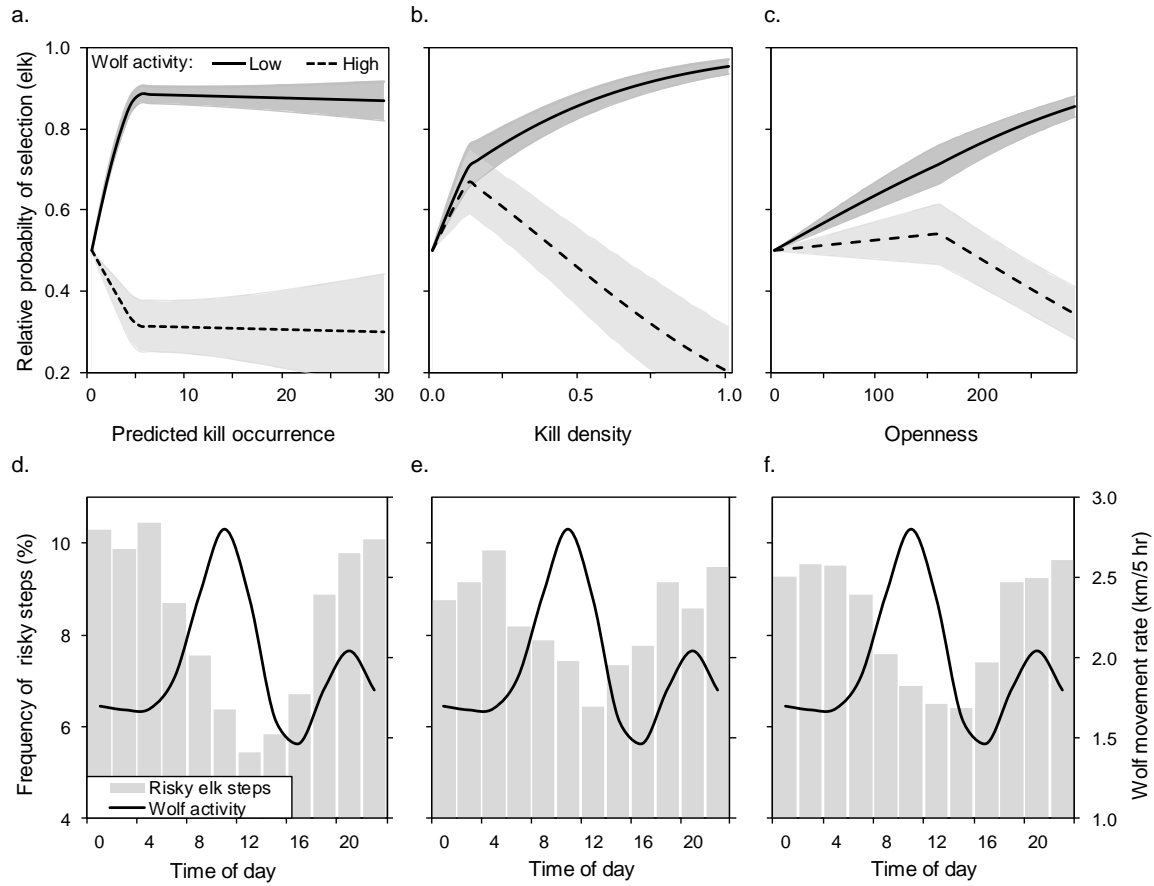 a.
b.
c.
Relative probabilty of selection (elk)
1.0
0.8
0.6
0.4
0.2
Wolf activity: Low High
0 10 20 30
0.0 0.5 1.0
0 100 200
Predicted kill occurrence
Kill density
Openness
d.
e.
f.
Frequency of risky steps (%)
10
8
6
4
Risky elk steps
Wolf activity
3.0
2.5
2.0
1.5
1.0
Wolf movement rate (km/5 hr)
0 4 8 12 16 20
0 4 8 12 16 20
0 4 8 12 16 20
Time of day
Time of day
Time of day